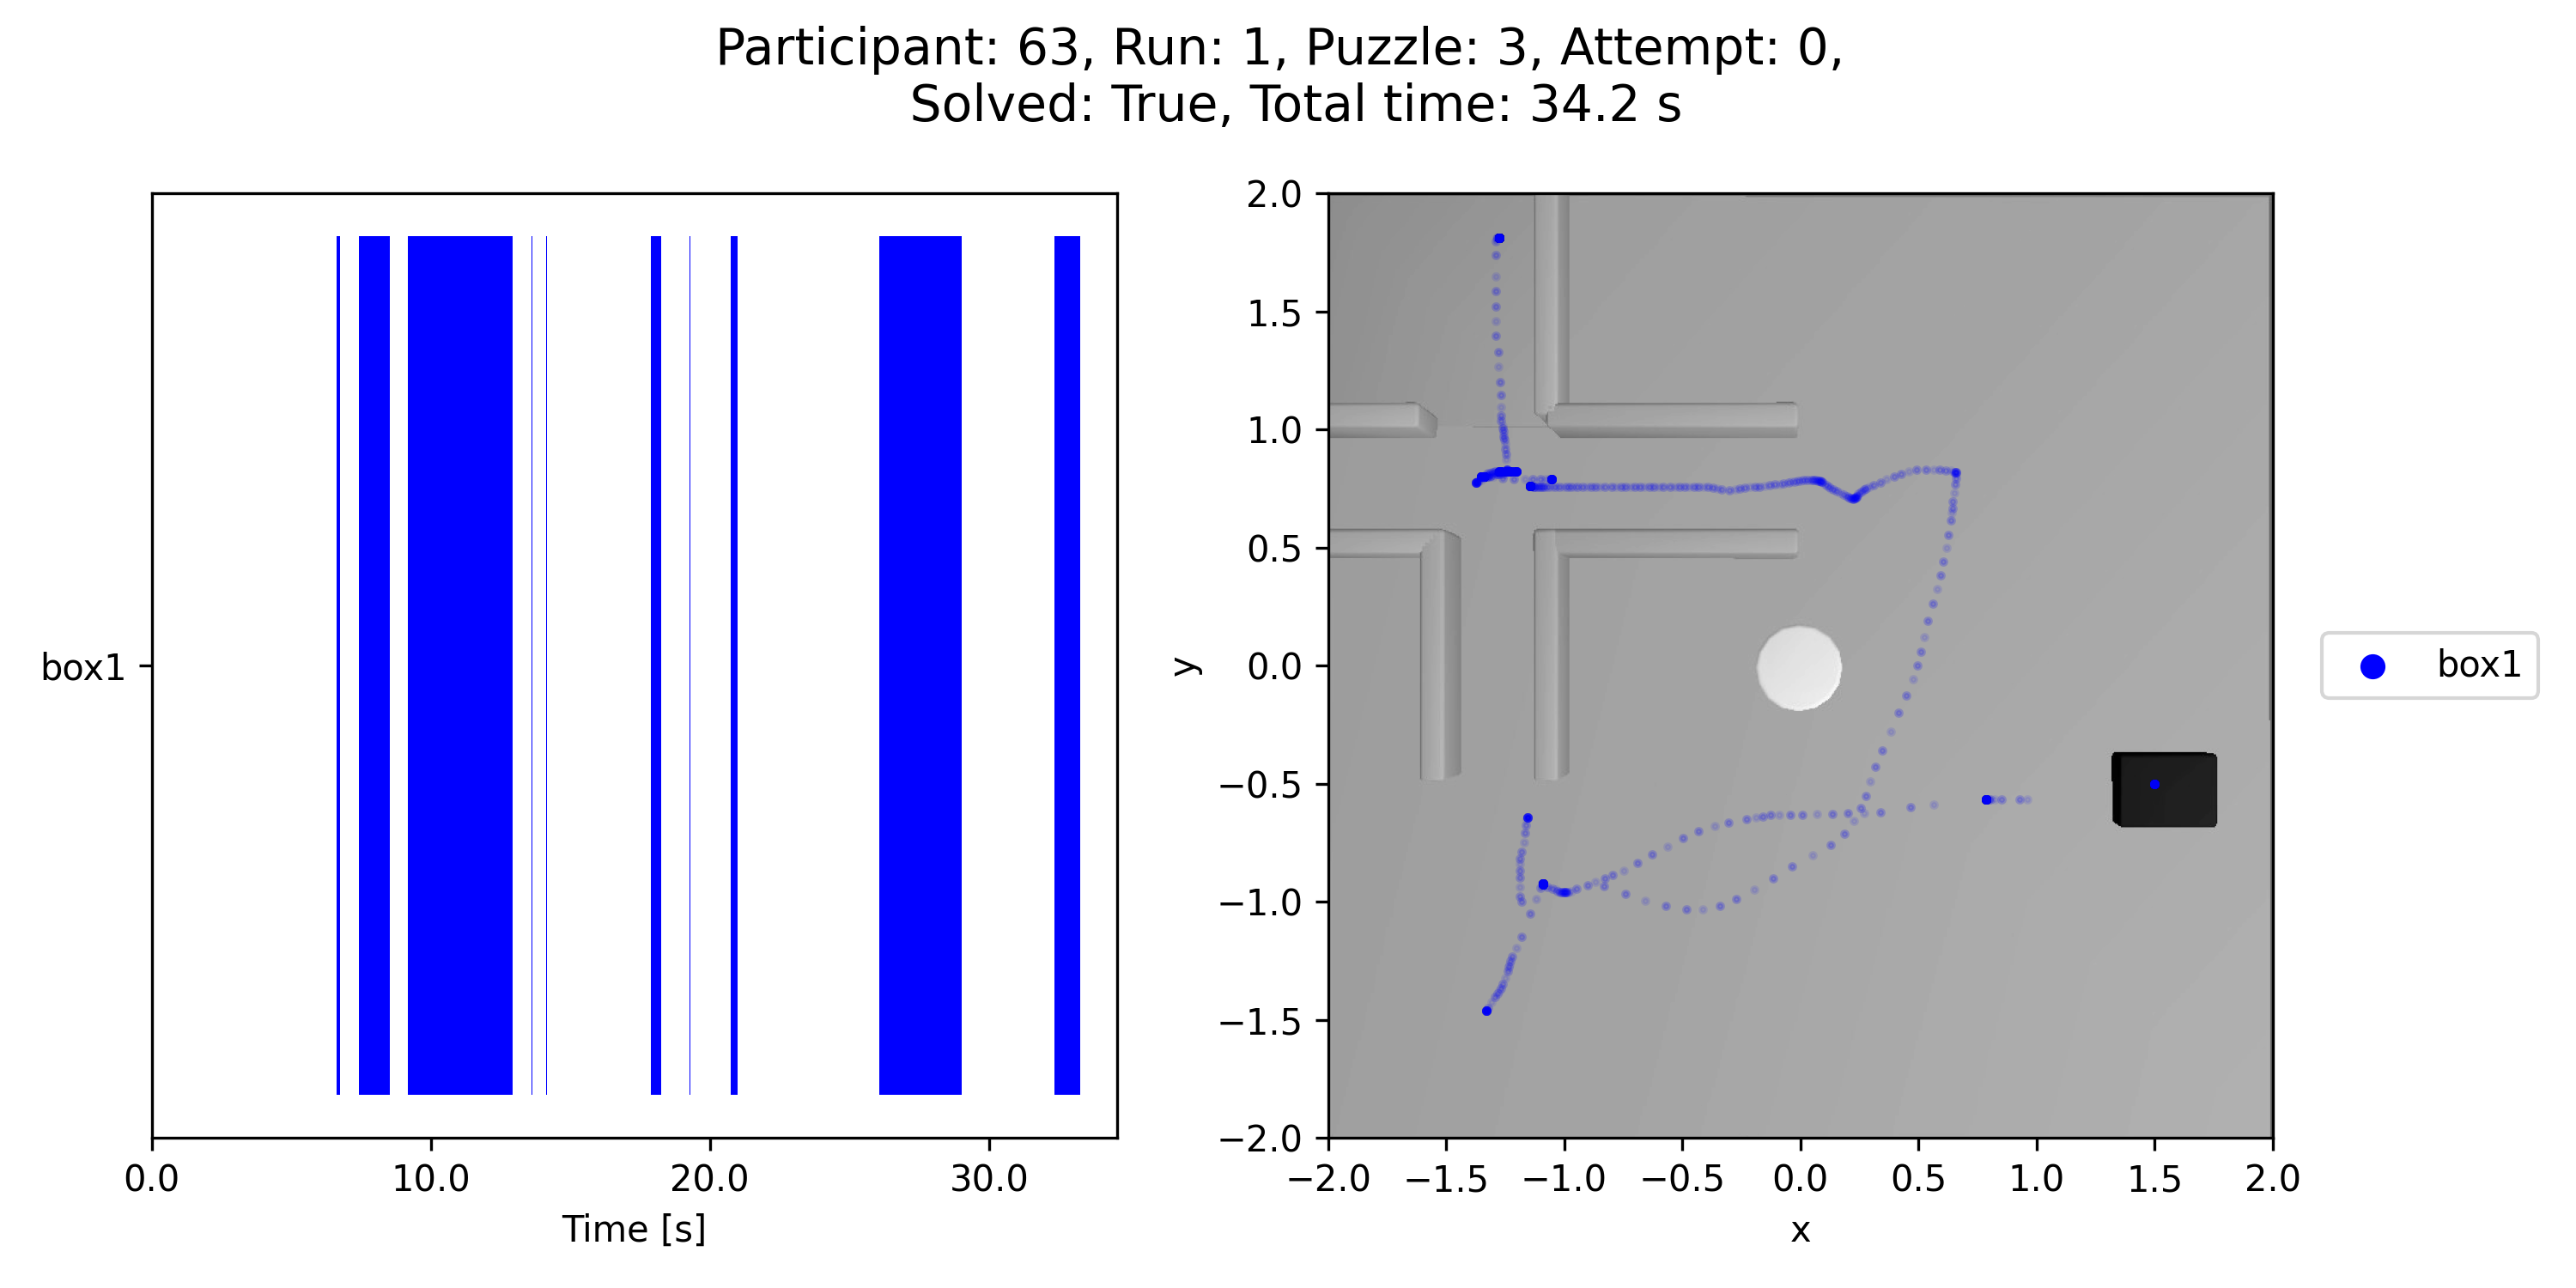 Participant: 63, Run: 1, Puzzle: 3, Attempt: 0,
Solved: True, Total time: 34.2 s
box1
0.0 10.0 20.0 30.0
Time [s]
2.0
1.5
1.0
0.5
0.0
−0.5
−1.0
−1.5
−2.0
y
−2.0 −1.5 −1.0 −0.5 0.0 0.5 1.0 1.5 2.0
x
box1